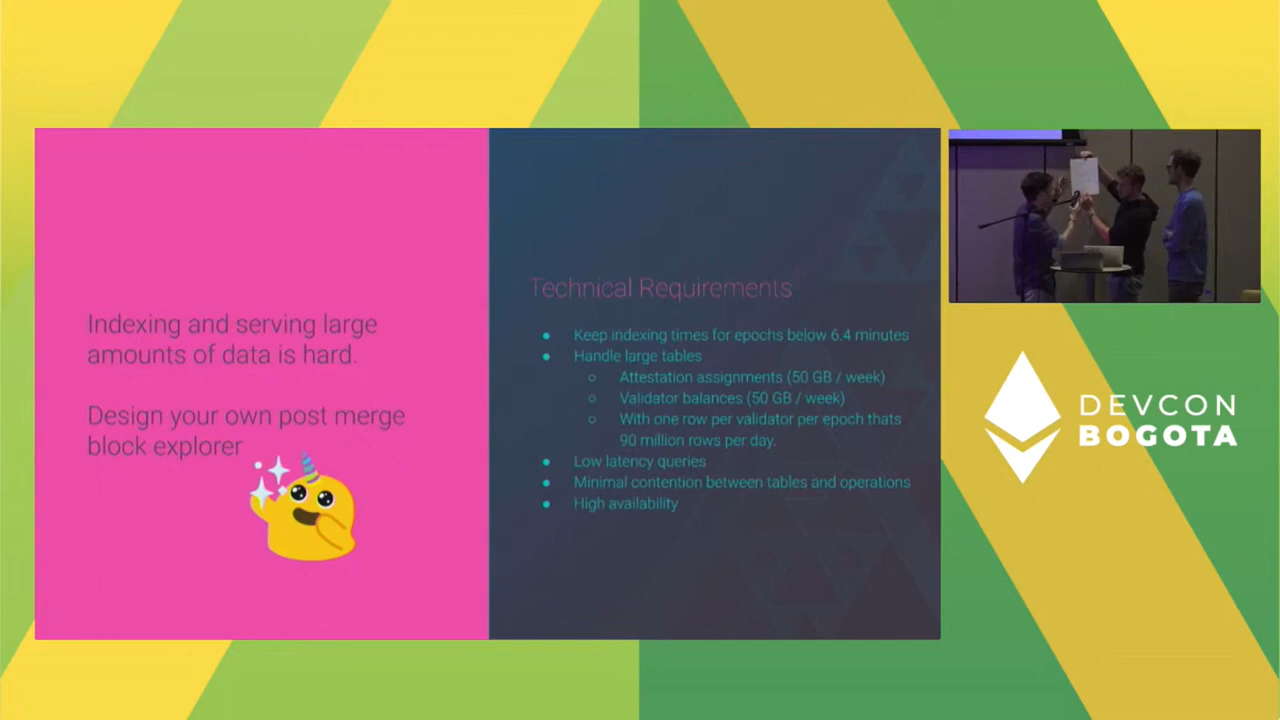 Indexing and serving large
amounts of data is hard.
Design your own post merge
block explorer
Technical Requirements
● Keep indexing times for epochs below 6.4 minutes
● Handle large tables
○ Attestation assignments (50 GB / week)
○ Validator balances (50 GB / week)
○ With one row per validator per epoch thats
90 million rows per day.
● Low latency queries
● Minimal contention between tables and operations
● High availability
DEVCON
BOGOTA